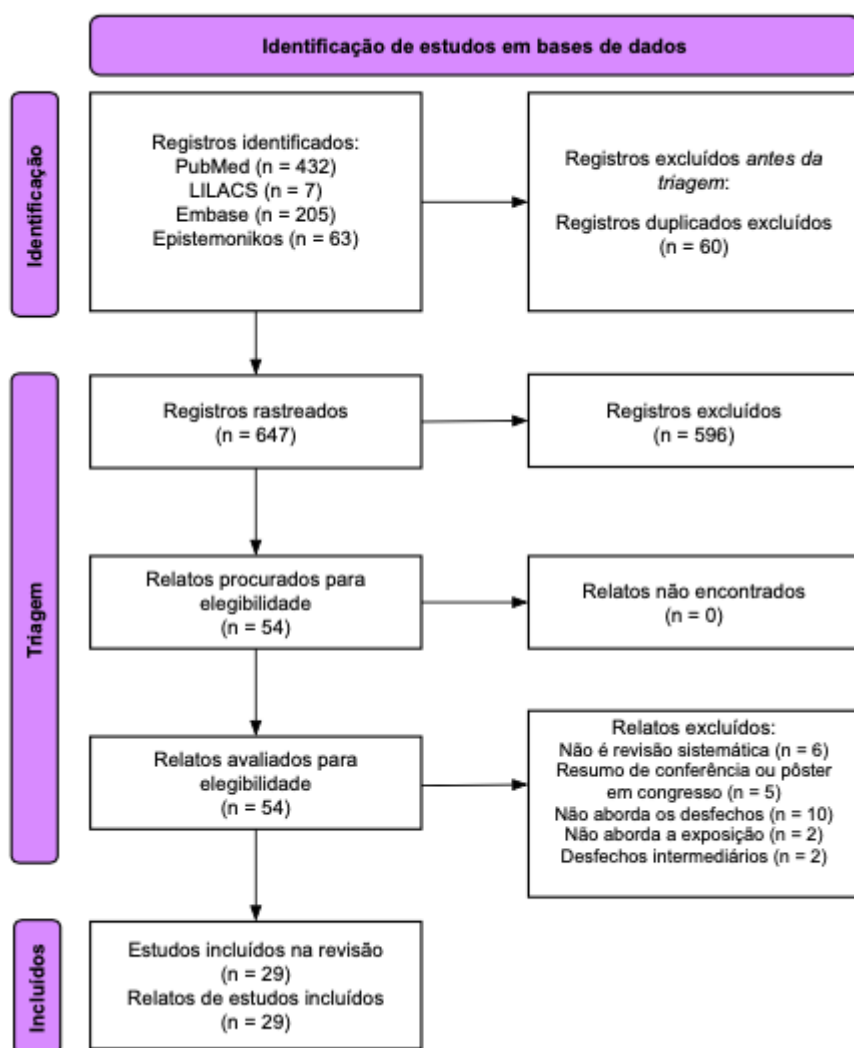 Identificação de estudos em bases de dados
Identificação
Registros identificados:
PubMed (n = 432)
LILACS (n = 7)
Embase (n = 205)
Epistemonikos (n = 63)
Registros excluídos antes da
triagem:
Registros duplicados excluídos
(n = 60)
Triagem
Registros rastreados
(n = 647)
Registros excluídos
(n = 596)
Relatos procurados para
elegibilidade
(n = 54)
Relatos não encontrados
(n = 0)
Relatos avaliados para
elegibilidade
(n = 54)
Relatos excluídos:
Não é revisão sistemática (n = 6)
Resumo de conferência ou pôster
em congresso (n = 5)
Não aborda os desfechos (n = 10)
Não aborda a exposição (n = 2)
Desfechos intermediários (n = 2)
Incluídos
Estudos incluídos na revisão
(n = 29)
Relatos de estudos incluídos
(n = 29)